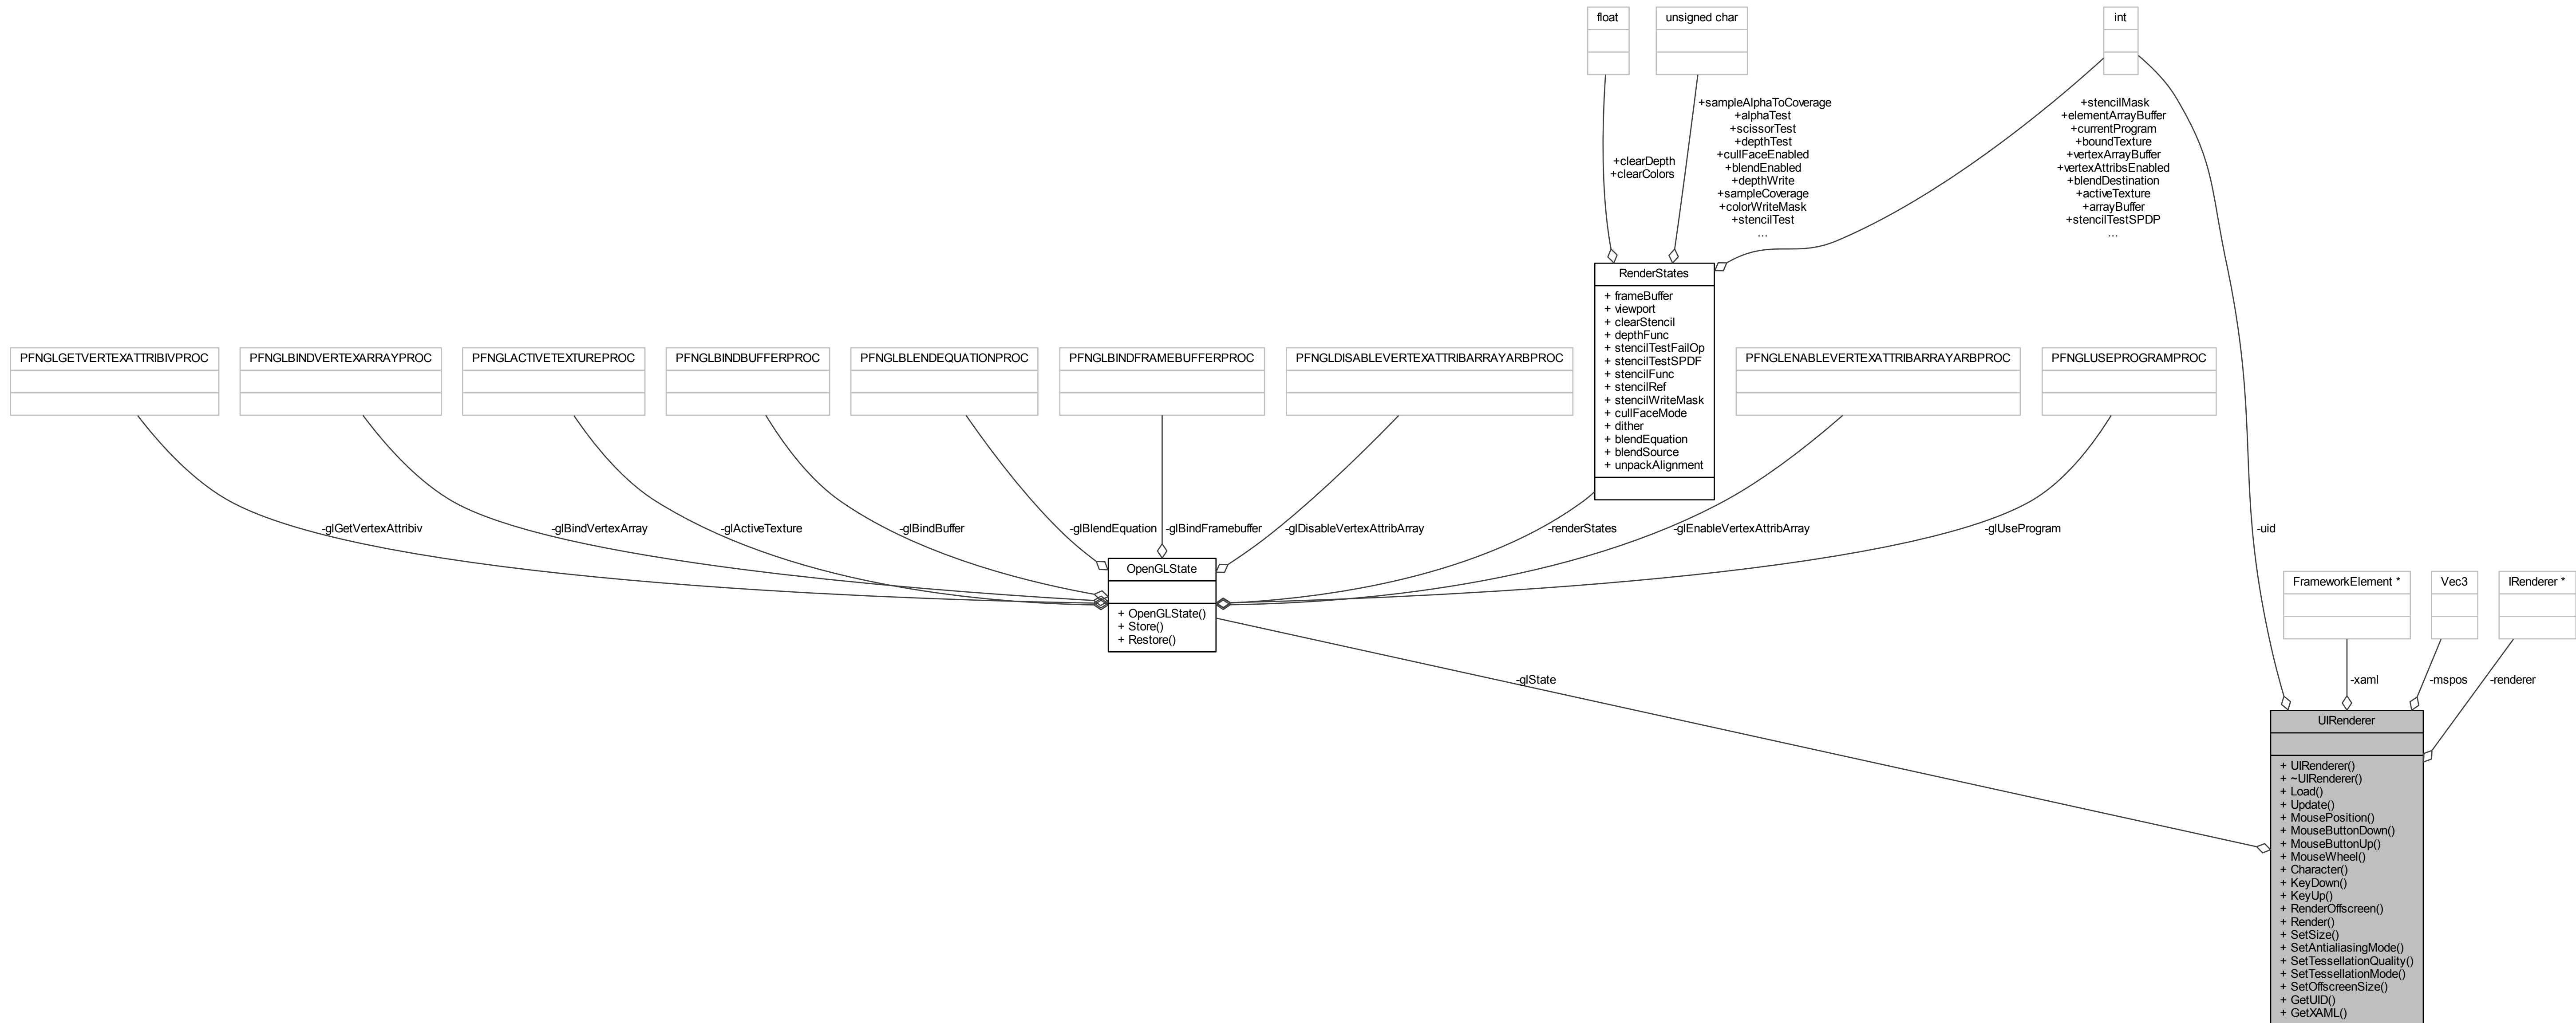 float
unsigned char
int
+clearDepth
+clearColors
+sampleAlphaToCoverage
+alphaTest
+scissorTest
+depthTest
+cullFaceEnabled
+blendEnabled
+depthWrite
+sampleCoverage
+colorWriteMask
+stencilTest
...
+stencilMask
+elementArrayBuffer
+currentProgram
+boundTexture
+vertexArrayBuffer
+vertexAttribsEnabled
+blendDestination
+activeTexture
+arrayBuffer
+stencilTestSPDP
...
RenderStates
+ frameBuffer
+ viewport
+ clearStencil
+ depthFunc
+ stencilTestFailOp
+ stencilTestSPDF
+ stencilFunc
+ stencilRef
+ stencilWriteMask
+ cullFaceMode
+ dither
+ blendEquation
+ blendSource
+ unpackAlignment
PFNGLGETVERTEXATTRIBIVPROC
PFNGLBINDVERTEXARRAYPROC
PFNGLACTIVETEXTUREPROC
PFNGLBINDBUFFERPROC
PFNGLBLENDEQUATIONPROC
PFNGLBINDFRAMEBUFFERPROC
PFNGLDISABLEVERTEXATTRIBARRAYARBPROC
PFNGLENABLEVERTEXATTRIBARRAYARBPROC
PFNGLUSEPROGRAMPROC
-glGetVertexAttribiv
-glBindVertexArray
-glActiveTexture
-glBindBuffer
-glBlendEquation
-glBindFramebuffer
-glDisableVertexAttribArray
-renderStates
-glEnableVertexAttribArray
-glUseProgram
-uid
OpenGLState
+ OpenGLState()
+ Store()
+ Restore()
FrameworkElement *
Vec3
IRenderer *
-glState
-xaml
-mspos
-renderer
UIRenderer
+ UIRenderer()
+ ~UIRenderer()
+ Load()
+ Update()
+ MousePosition()
+ MouseButtonDown()
+ MouseButtonUp()
+ MouseWheel()
+ Character()
+ KeyDown()
+ KeyUp()
+ RenderOffscreen()
+ Render()
+ SetSize()
+ SetAntialiasingMode()
+ SetTessellationQuality()
+ SetTessellationMode()
+ SetOffscreenSize()
+ GetUID()
+ GetXAML()